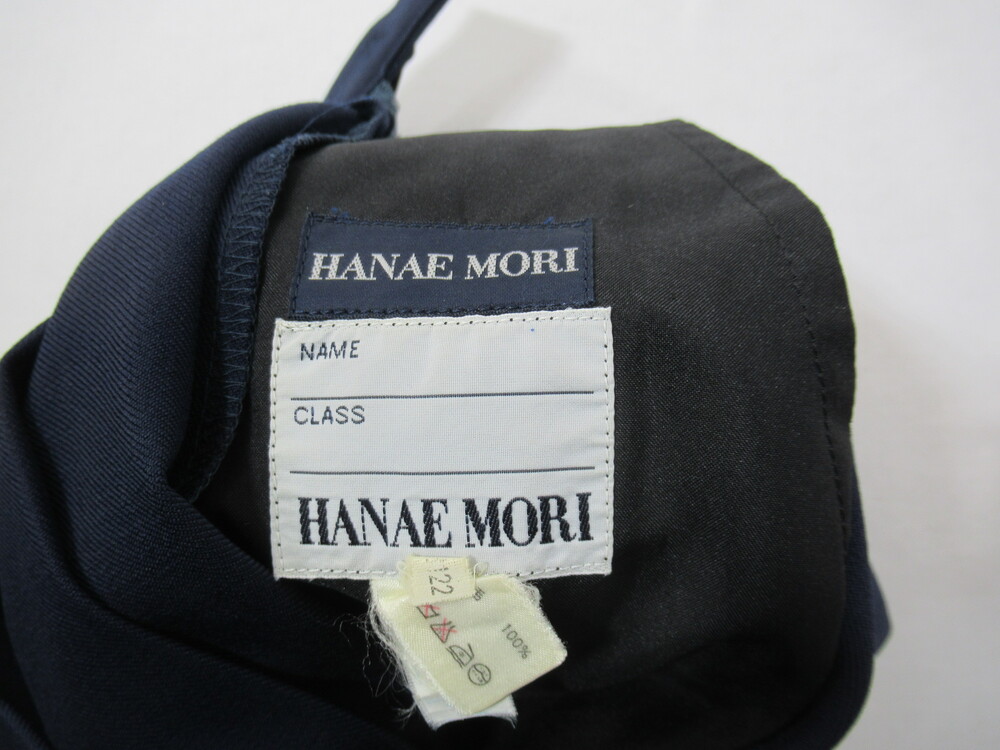 HANAE MORI
NAME
CLASS
HANAE MORI
122
100%